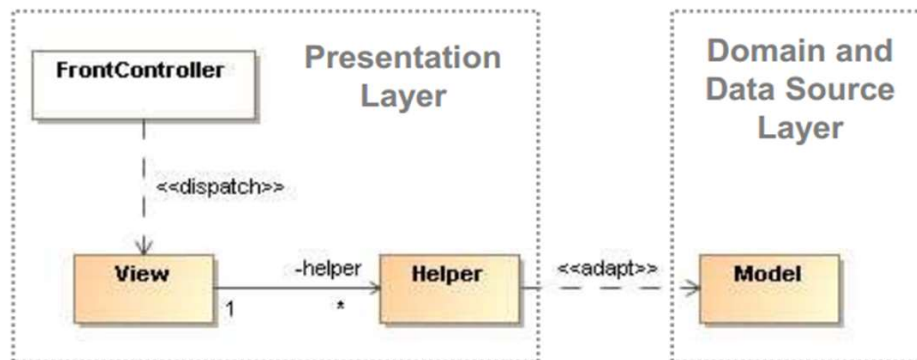 FrontController
Presentation
Layer
Domain and
Data Source
Layer
<<dispatch>>
View
-helper
1
*
Helper
<<adapt>>
Model